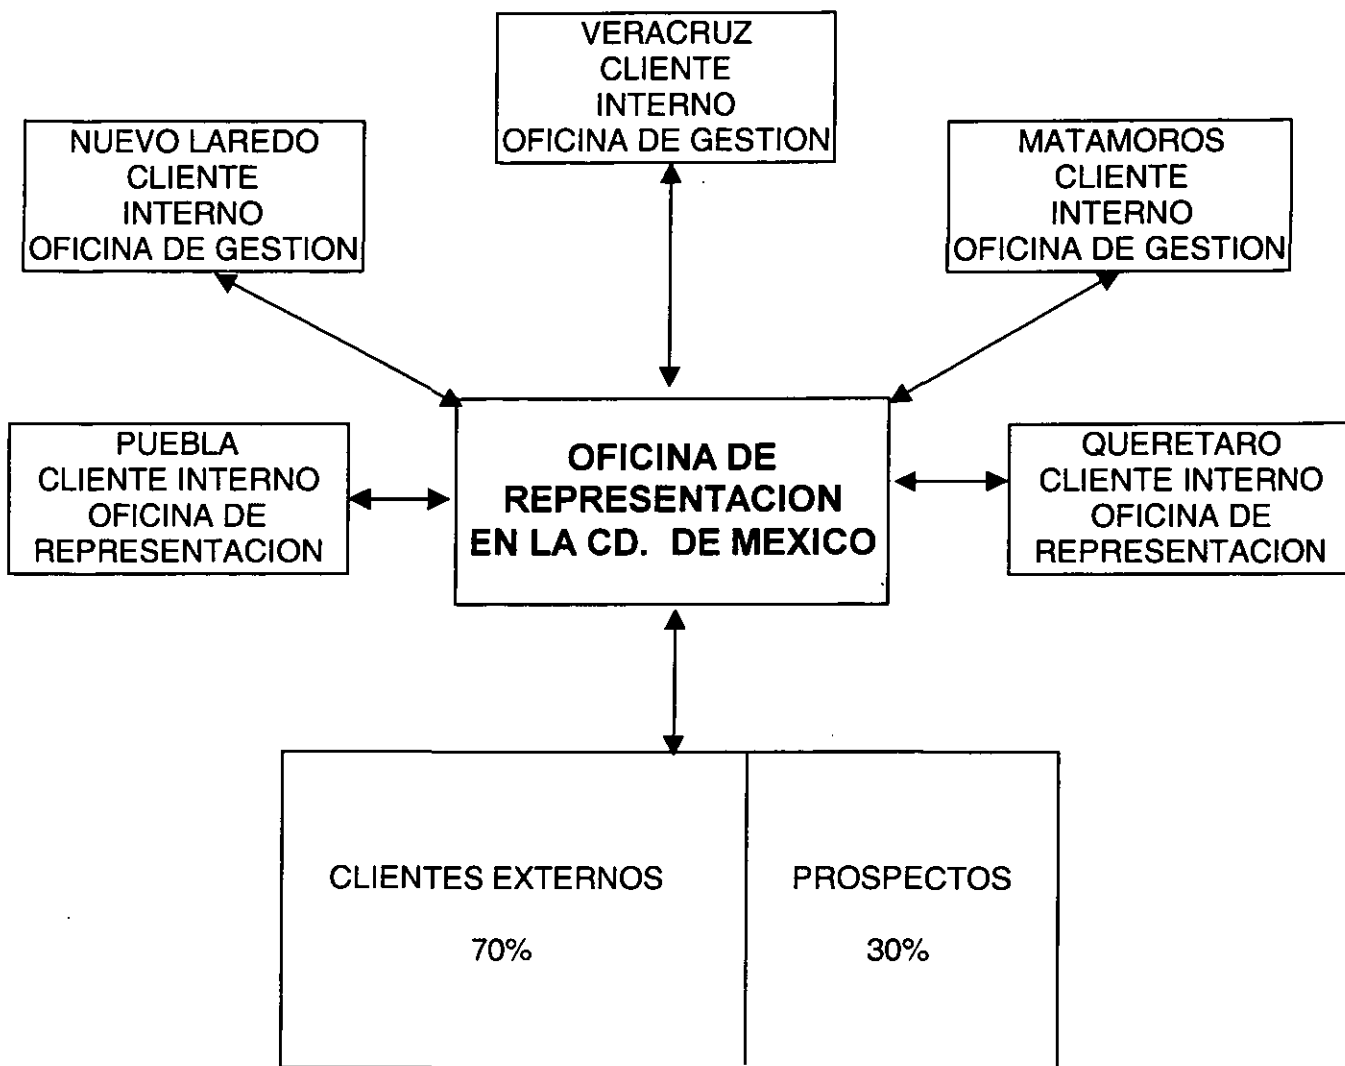 VERACRUZ
CLIENTE
INTERNO
OFICINA DE GESTION
NUEVO LAREDO
CLIENTE
INTERNO
OFICINA DE GESTION
MATAMOROS
CLIENTE
INTERNO
OFICINA DE GESTION
PUEBLA
CLIENTE INTERNO
OFICINA DE
REPRESENTACION
OFICINA DE
REPRESENTACION
EN LA CD. DE MEXICO
QUERETARO
CLIENTE INTERNO
OFICINA DE
REPRESENTACION
CLIENTES EXTERNOS
70%
PROSPECTOS
30%